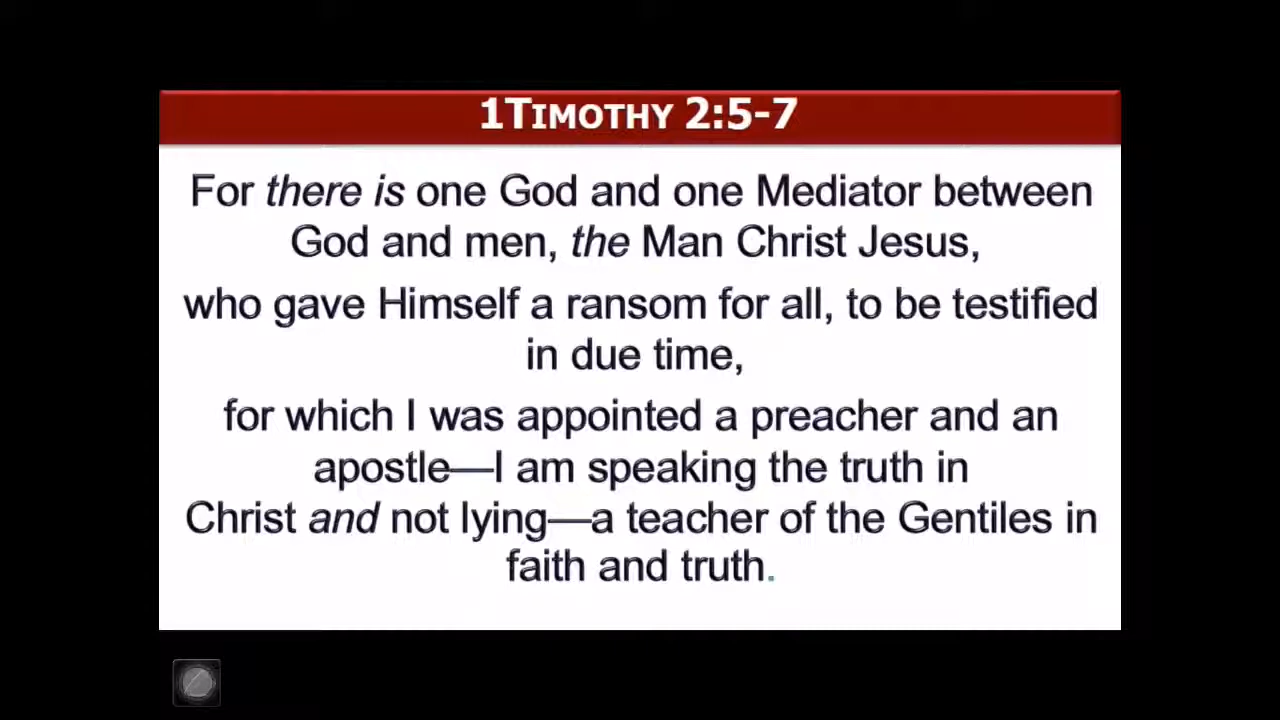 1TIMOTHY 2:5-7
For there is one God and one Mediator between
God and men, the Man Christ Jesus,
who gave Himself a ransom for all, to be testified
in due time,
for which I was appointed a preacher and an
apostle—I am speaking the truth in
Christ and not lying—a teacher of the Gentiles in
faith and truth.